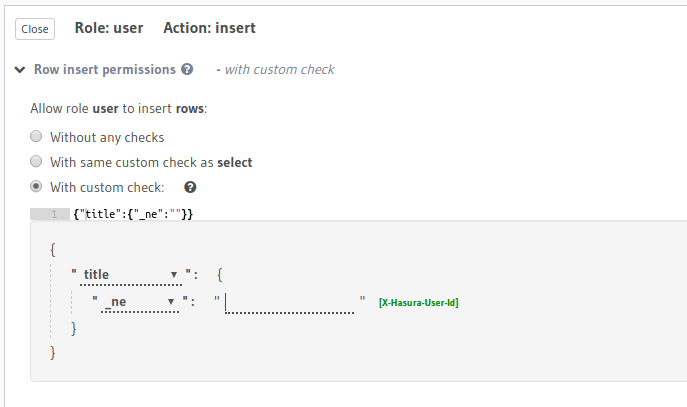 Close Role: user Action: insert
Row insert permissions ? - with custom check
Allow role user to insert rows:
Without any checks
With same custom check as select
With custom check: ?
1 {"title":{"_ne":""}}
{
" title ▼ ": {
" _ne ▼ ": " " [X-Hasura-User-Id]
}
}